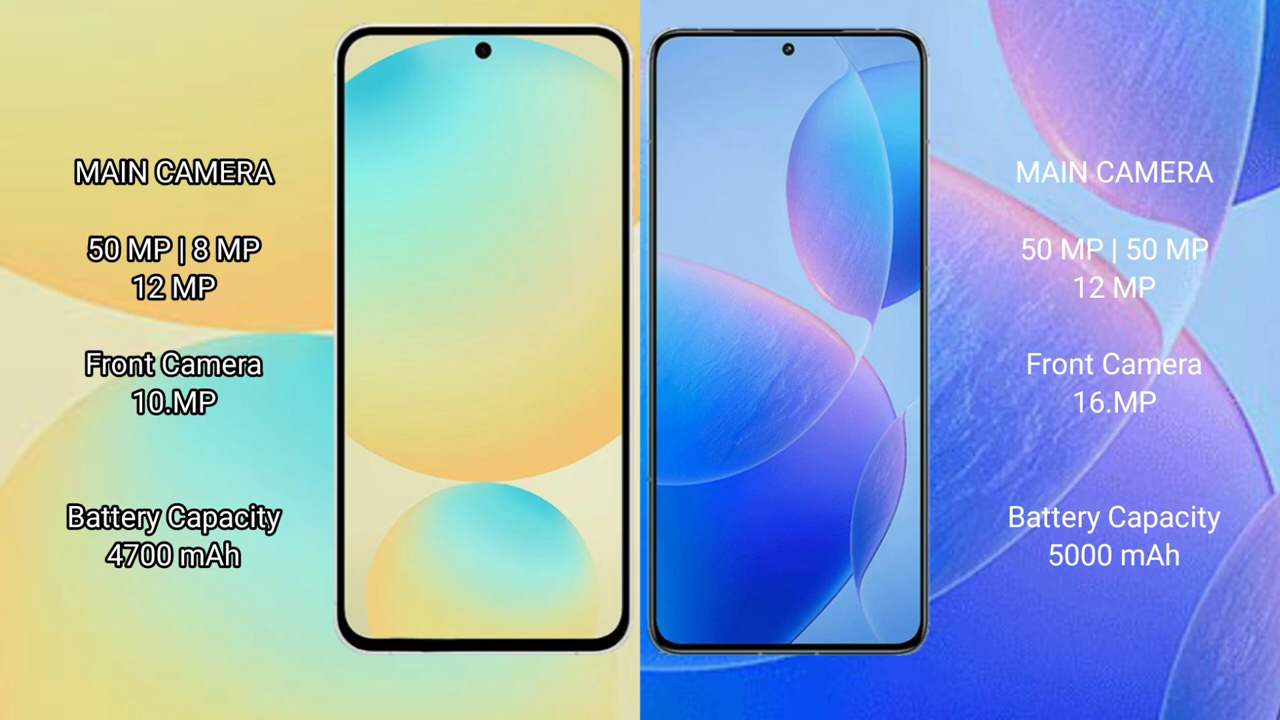 MAIN CAMERA
50 MP | 8 MP
12 MP
Front Camera
10.MP
Battery Capacity
4700 mAh
MAIN CAMERA
50 MP | 50 MP
12 MP
Front Camera
16.MP
Battery Capacity
5000 mAh